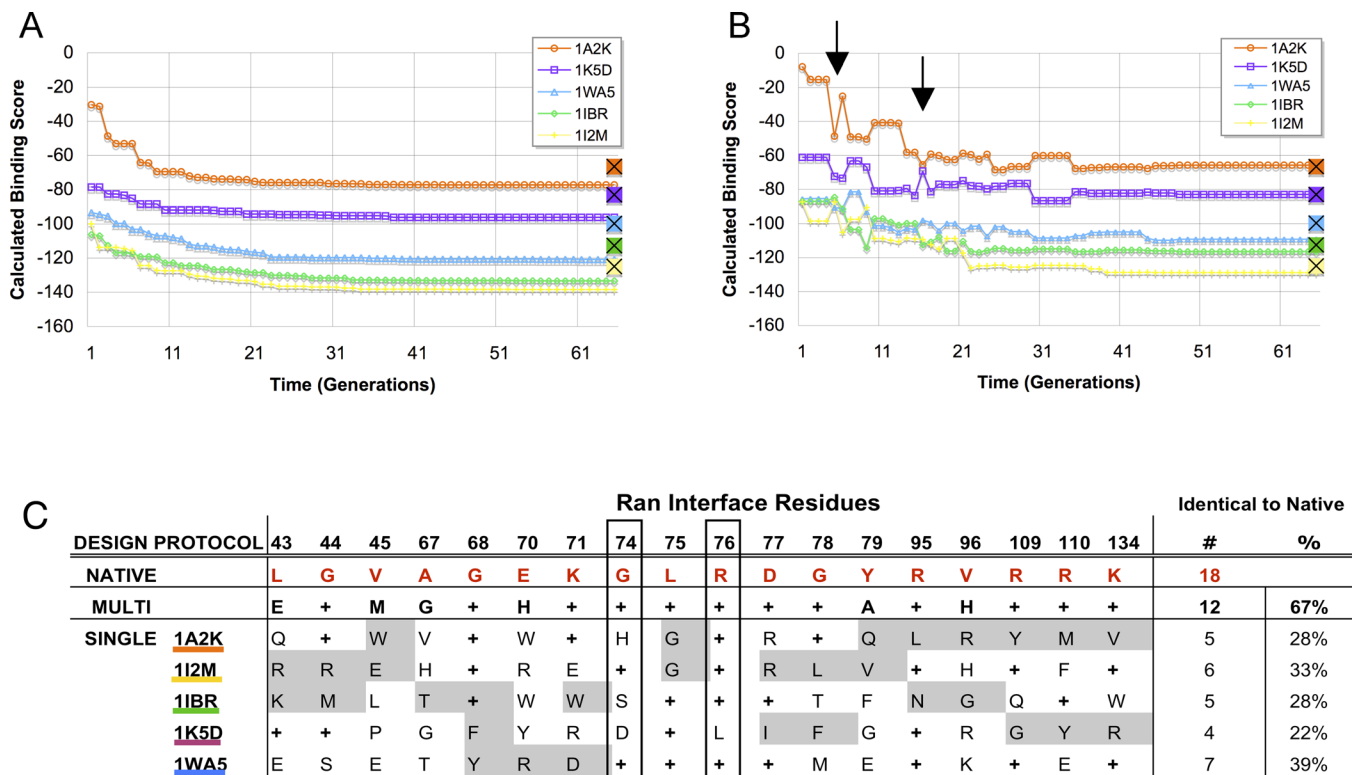 A
B
-0
-20
-40
-60
-80
-100
-120
-140
-160
Calculated Binding Score
1A2K
1K5D
1WA5
1IBR
1I2M
1 11 21 31 41 51 61
Time (Generations)
-0
-20
-40
-60
-80
-100
-120
-140
-160
Calculated Binding Score
1A2K
1K5D
1WA5
1IBR
1I2M
1 11 21 31 41 51 61
Time (Generations)
C
Ran Interface Residues Identical to Native
DESIGN PROTOCOL 43 44 45 67 68 70 71 74 75 76 77 78 79 95 96 109 110 134 # %
NATIVE L G V A G E K G L R D G Y R V R R K 18
MULTI E + M G + H + + + + + + A + H + + + 12 67%
SINGLE 1A2K Q + W V + W + H G + R + Q L R Y M V 5 28%
1I2M R R E H + R E + G + R L V + H + F + 6 33%
1IBR K M L T + W W S + + + T F N G Q + W 5 28%
1K5D + + P G F Y R D + L I F G + R G Y R 4 22%
1WA5 E S E T Y R D + + + + M E + K + E + 7 39%